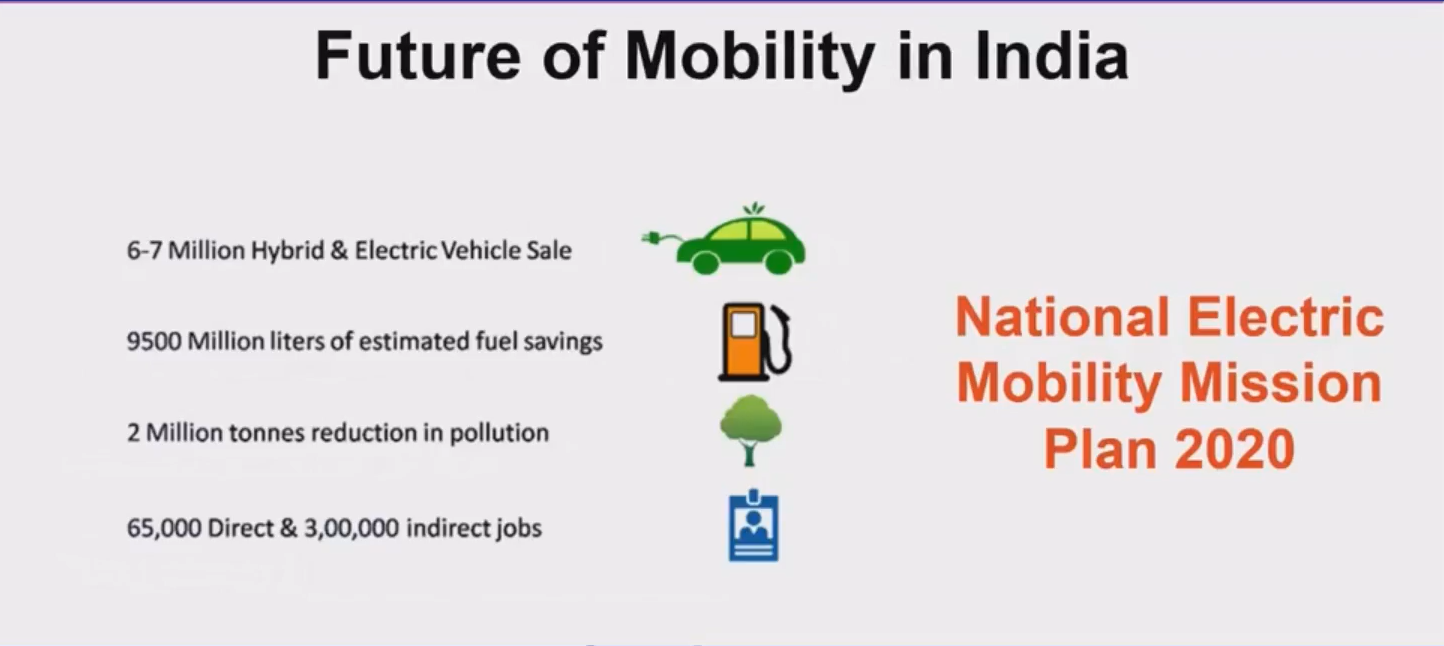 Future of Mobility in India
6-7 Million Hybrid & Electric Vehicle Sale
9500 Million liters of estimated fuel savings
2 Million tonnes reduction in pollution
65,000 Direct & 3,00,000 indirect jobs
National Electric
Mobility Mission
Plan 2020